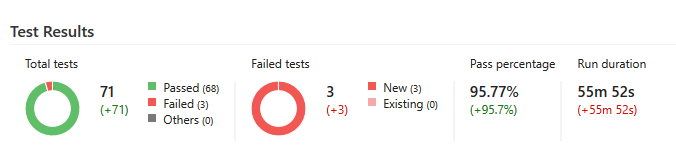 Test Results
Total tests
71
(+71)
Passed (68)
Failed (3)
Others (0)
Failed tests
3
(+3)
New (3)
Existing (0)
Pass percentage
95.77%
(+95.7%)
Run duration
55m 52s
(+55m 52s)